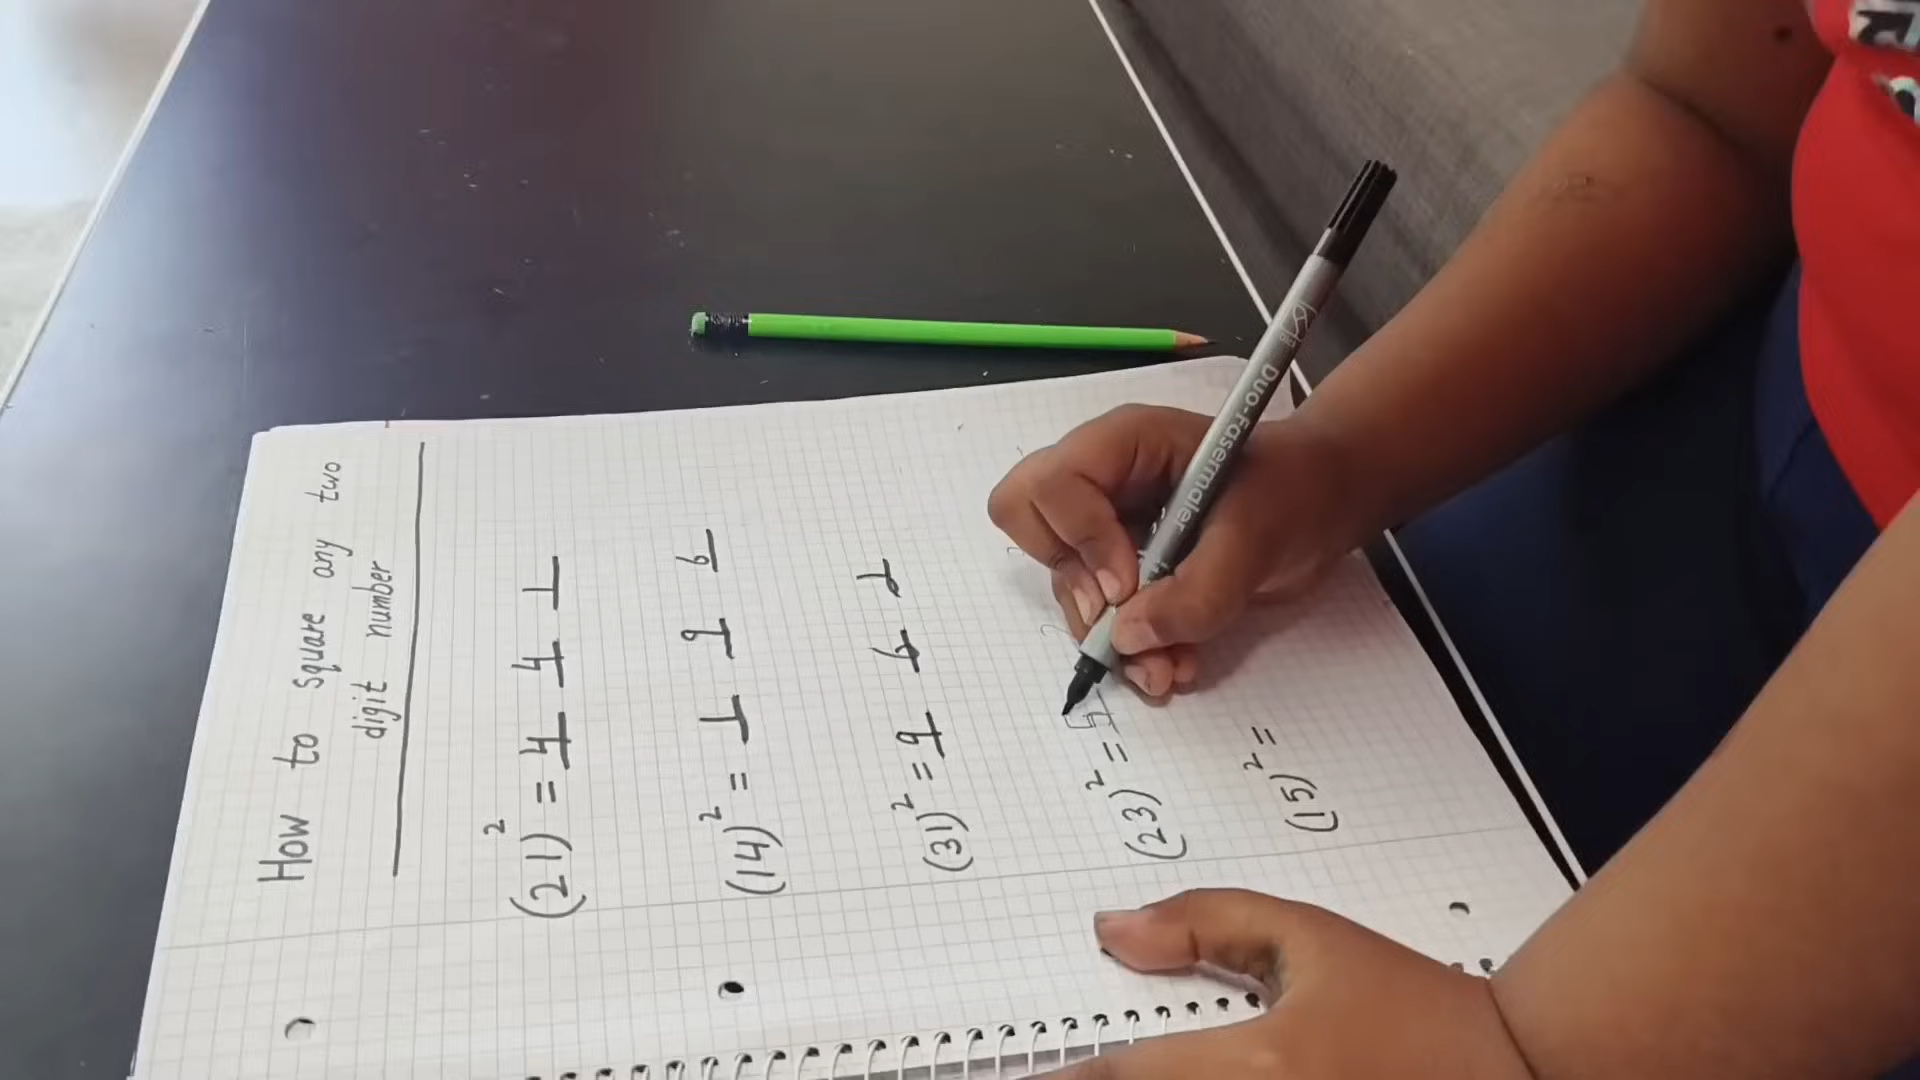 How to square any two
digit number
(21)² = 4 4 1
(14)² = 1 9 6
(31)² = 9 6 1
(23)² = 5
(15)² =
Duo-Fasermaler